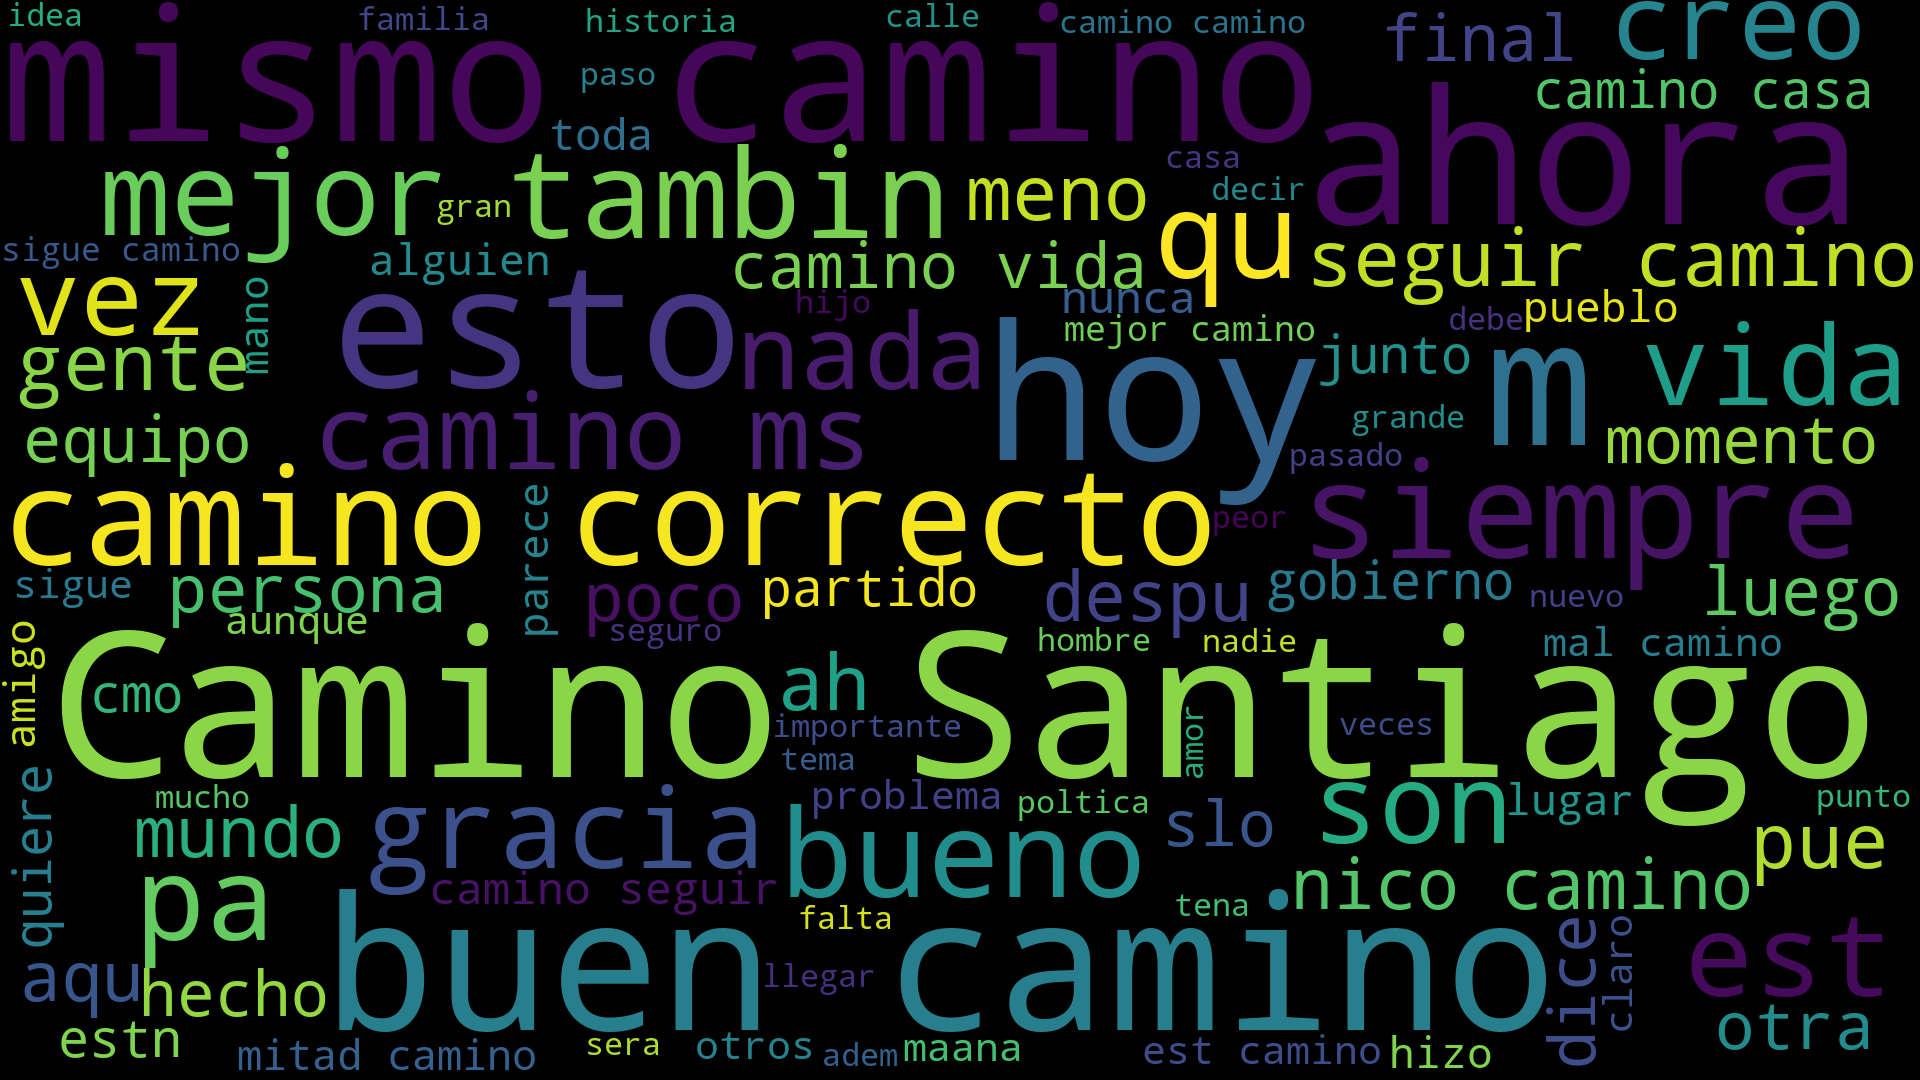 idea
familia
historia
calle
camino camino
final
creo
mismo camino
paso
camino casa
toda
ahora
mejor
gran
tambin
meno
casa
decir
qu
sigue camino
alguien
camino vida
seguir camino
vez
mano
esto
hijo
nunca
debe
pueblo
nada
hoy
mejor camino
junto
m
vida
gente
equipo
camino ms
grande
pasado
momento
camino correcto
parece
peor
siempre
sigue
persona
poco
partido
despu
gobierno
nuevo
luego
aunque
seguro
hombre
nadie
mal camino
amigo
Camino Santiago
cmo
ah
importante
tema
amor
veces
quiere
mucho
mundo
gracia
problema
poltica
bueno
slo
son
lugar
punto
pue
pa
camino seguir
falta
tena
nico camino
aqu
hecho
buen camino
llegar
dice
claro
est
otra
estn
mitad camino
sera
otros
adem
maana
est camino
hizo